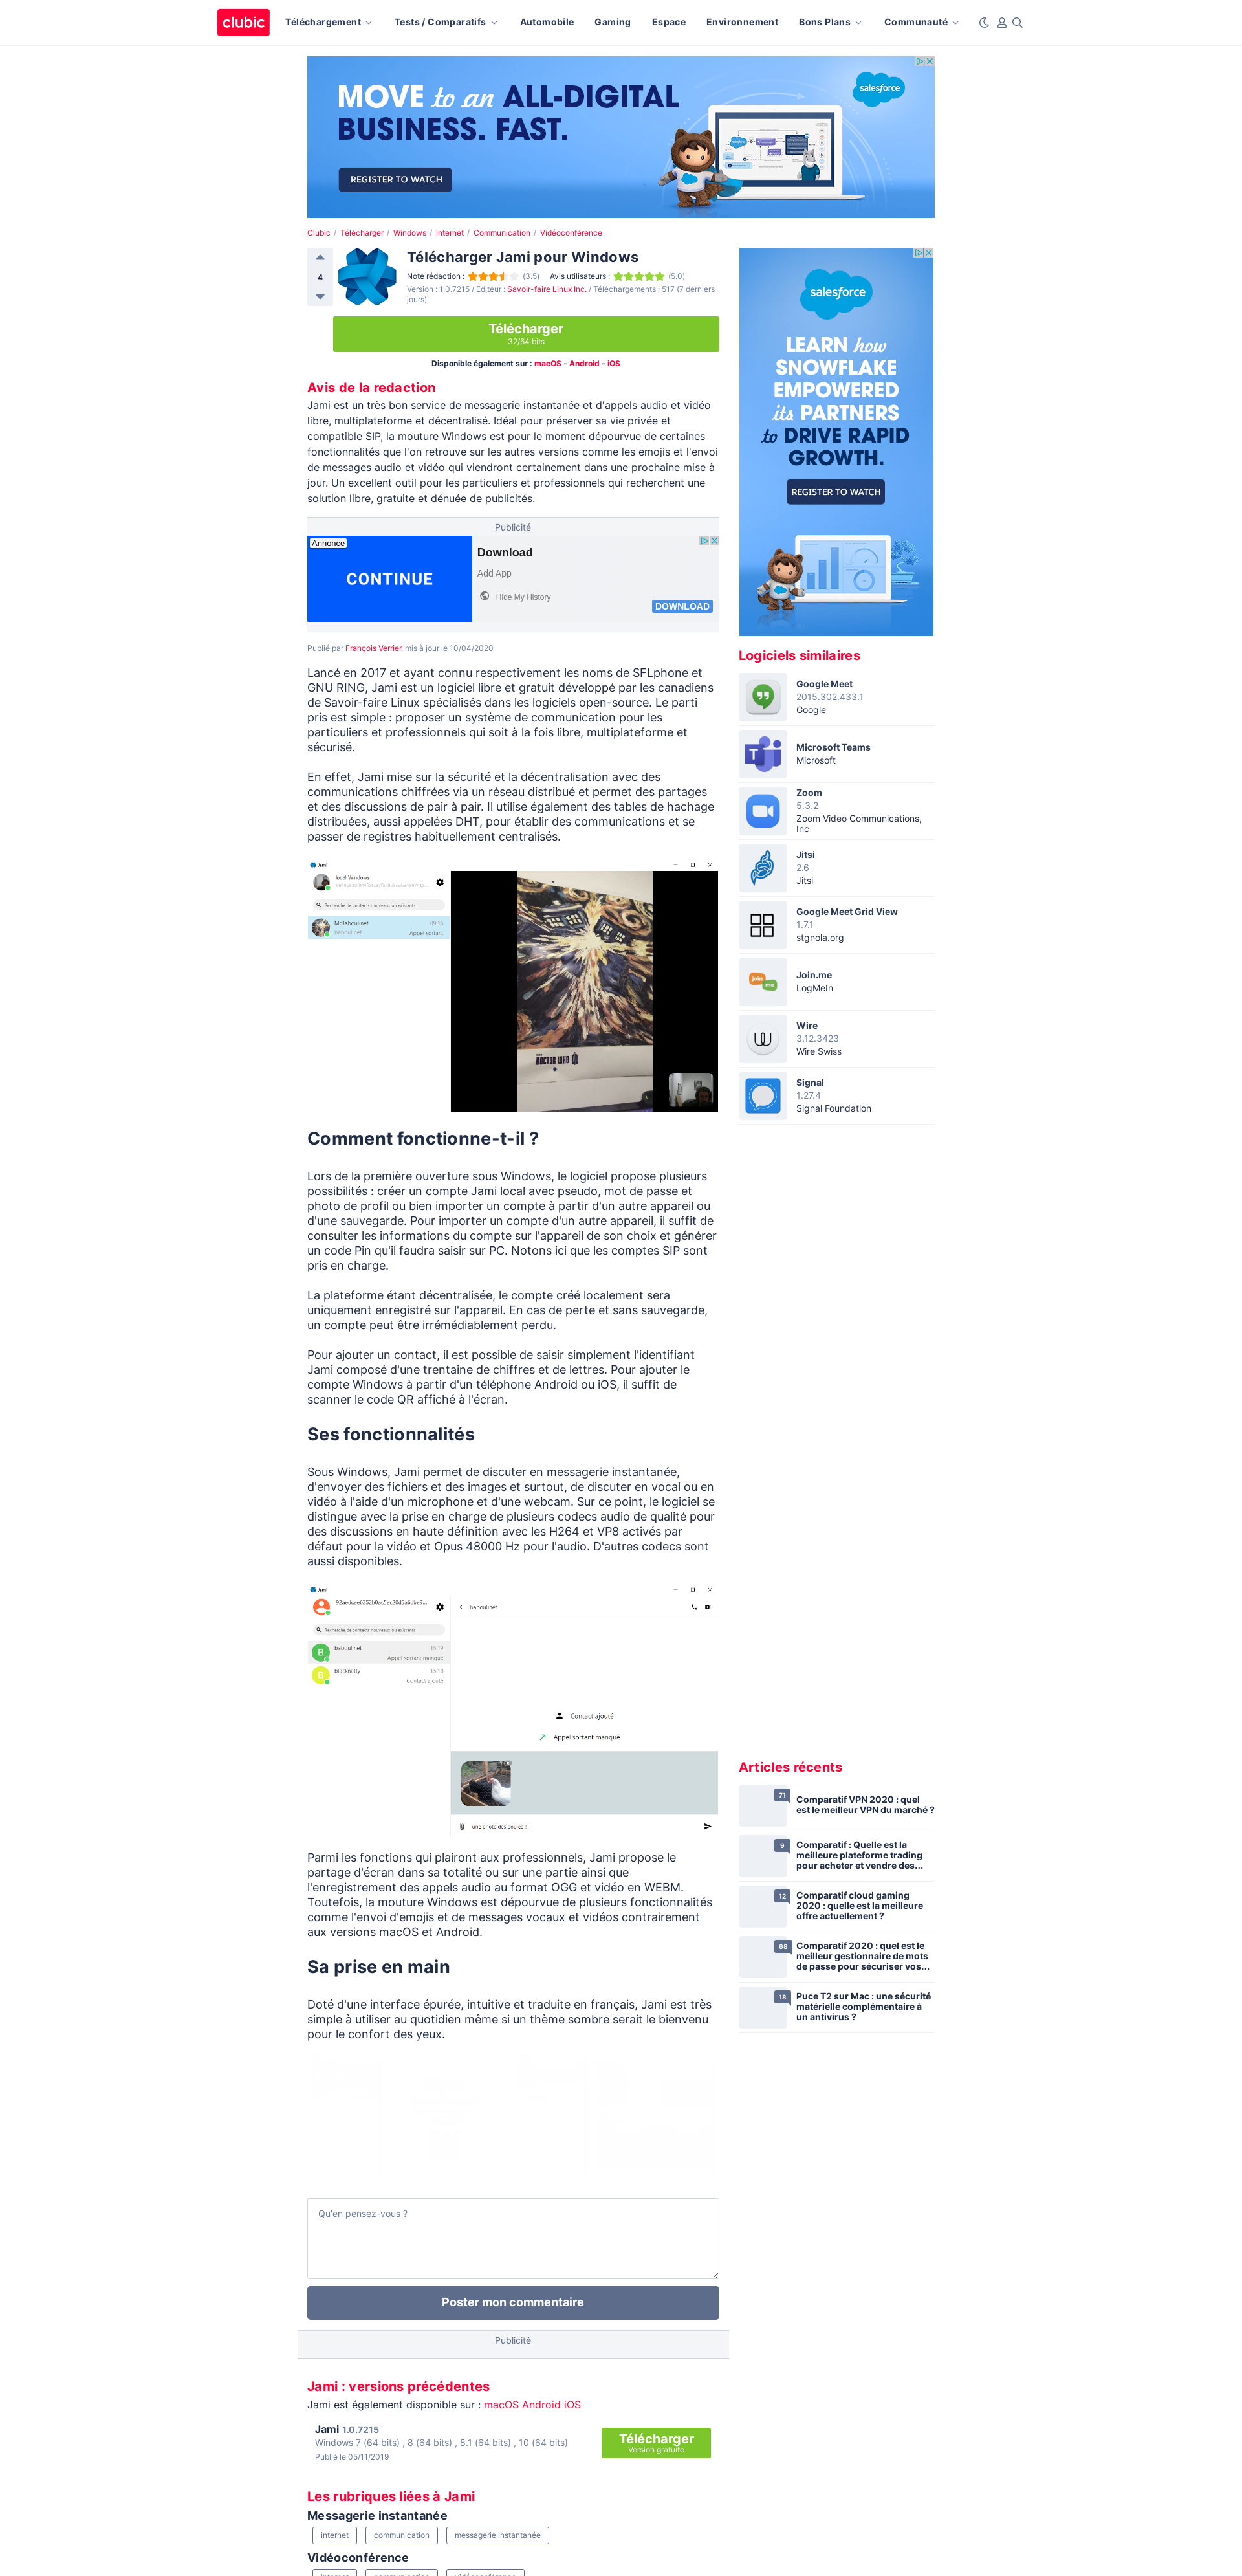 clubic
Téléchargement
Tests / Comparatifs
Automobile
Gaming
Espace
Environnement
Bons Plans
Communauté
MOVE to an ALL-DIGITAL
BUSINESS. FAST.
salesforce
REGISTER TO WATCH
Clubic / Télécharger / Windows / Internet / Communication / Vidéoconférence
4
Télécharger Jami pour Windows
Note rédaction : (3.5) Avis utilisateurs : (5.0)
Version : 1.0.7215 / Editeur : Savoir-faire Linux Inc. / Téléchargements : 517 (7 derniers
jours)
Télécharger
32/64 bits
Disponible également sur : macOS - Android - iOS
Avis de la redaction
Jami est un très bon service de messagerie instantanée et d'appels audio et vidéo
libre, multiplateforme et décentralisé. Idéal pour préserver sa vie privée et
compatible SIP, la mouture Windows est pour le moment dépourvue de certaines
fonctionnalités que l'on retrouve sur les autres versions comme les emojis et l'envoi
de messages audio et vidéo qui viendront certainement dans une prochaine mise à
jour. Un excellent outil pour les particuliers et professionnels qui recherchent une
solution libre, gratuite et dénuée de publicités.
Publicité
Annonce
CONTINUE
Download
Add App
Hide My History
DOWNLOAD
Publié par François Verrier, mis à jour le 10/04/2020
Lancé en 2017 et ayant connu respectivement les noms de SFLphone et
GNU RING, Jami est un logiciel libre et gratuit développé par les canadiens
de Savoir-faire Linux spécialisés dans les logiciels open-source. Le parti
pris est simple : proposer un système de communication pour les
particuliers et professionnels qui soit à la fois libre, multiplateforme et
sécurisé.
En effet, Jami mise sur la sécurité et la décentralisation avec des
communications chiffrées via un réseau distribué et permet des partages
et des discussions de pair à pair. Il utilise également des tables de hachage
distribuées, aussi appelées DHT, pour établir des communications et se
passer de registres habituellement centralisés.
Jami
local Windows
Recherche de contacts nouveaux ou existants
Millaboulinet 09:56
baboulinet Appel sortant
DOCTOR WHO
Comment fonctionne-t-il ?
Lors de la première ouverture sous Windows, le logiciel propose plusieurs
possibilités : créer un compte Jami local avec pseudo, mot de passe et
photo de profil ou bien importer un compte à partir d'un autre appareil ou
d'une sauvegarde. Pour importer un compte d'un autre appareil, il suffit de
consulter les informations du compte sur l'appareil de son choix et générer
un code Pin qu'il faudra saisir sur PC. Notons ici que les comptes SIP sont
pris en charge.
La plateforme étant décentralisée, le compte créé localement sera
uniquement enregistré sur l'appareil. En cas de perte et sans sauvegarde,
un compte peut être irrémédiablement perdu.
Pour ajouter un contact, il est possible de saisir simplement l'identifiant
Jami composé d'une trentaine de chiffres et de lettres. Pour ajouter le
compte Windows à partir d'un téléphone Android ou iOS, il suffit de
scanner le code QR affiché à l'écran.
Ses fonctionnalités
Sous Windows, Jami permet de discuter en messagerie instantanée,
d'envoyer des fichiers et des images et surtout, de discuter en vocal ou en
vidéo à l'aide d'un microphone et d'une webcam. Sur ce point, le logiciel se
distingue avec la prise en charge de plusieurs codecs audio de qualité pour
des discussions en haute définition avec les H264 et VP8 activés par
défaut pour la vidéo et Opus 48000 Hz pour l'audio. D'autres codecs sont
aussi disponibles.
Jami
92aedcee6352b0ac5ec20d5a6dbe9...
baboulinet
Recherche de contacts nouveaux ou existants
B baboulinet 15:19
Appel sortant manqué
B 15:18
Contact ajouté
Contact ajouté
Appel sortant manqué
une photo des poules !!
Parmi les fonctions qui plairont aux professionnels, Jami propose le
partage d'écran dans sa totalité ou sur une partie ainsi que
l'enregistrement des appels audio au format OGG et vidéo en WEBM.
Toutefois, la mouture Windows est dépourvue de plusieurs fonctionnalités
comme l'envoi d'emojis et de messages vocaux et vidéos contrairement
aux versions macOS et Android.
Sa prise en main
Doté d'une interface épurée, intuitive et traduite en français, Jami est très
simple à utiliser au quotidien même si un thème sombre serait le bienvenu
pour le confort des yeux.
Qu'en pensez-vous ?
Poster mon commentaire
Publicité
Jami : versions précédentes
Jami est également disponible sur : macOS Android iOS
Jami 1.0.7215
Windows 7 (64 bits) , 8 (64 bits) , 8.1 (64 bits) , 10 (64 bits)
Publié le 05/11/2019
Télécharger
Version gratuite
Les rubriques liées à Jami
Messagerie instantanée
internet communication messagerie instantanée
Vidéoconférence
internet communication vidéoconférence
salesforce
LEARN how
SNOWFLAKE
EMPOWERED
its PARTNERS
to DRIVE RAPID
GROWTH.
REGISTER TO WATCH
Logiciels similaires
Google Meet
2015.302.433.1
Google
Microsoft Teams
Microsoft
Zoom
5.3.2
Zoom Video Communications,
Inc
Jitsi
2.6
Jitsi
Google Meet Grid View
1.7.1
stgnola.org
join me
Join.me
LogMeIn
Wire
3.12.3423
Wire Swiss
Signal
1.27.4
Signal Foundation
Articles récents
71
Comparatif VPN 2020 : quel
est le meilleur VPN du marché ?
9
Comparatif : Quelle est la
meilleure plateforme trading
pour acheter et vendre des...
12
Comparatif cloud gaming
2020 : quelle est la meilleure
offre actuellement ?
68
Comparatif 2020 : quel est le
meilleur gestionnaire de mots
de passe pour sécuriser vos...
18
Puce T2 sur Mac : une sécurité
matérielle complémentaire à
un antivirus ?